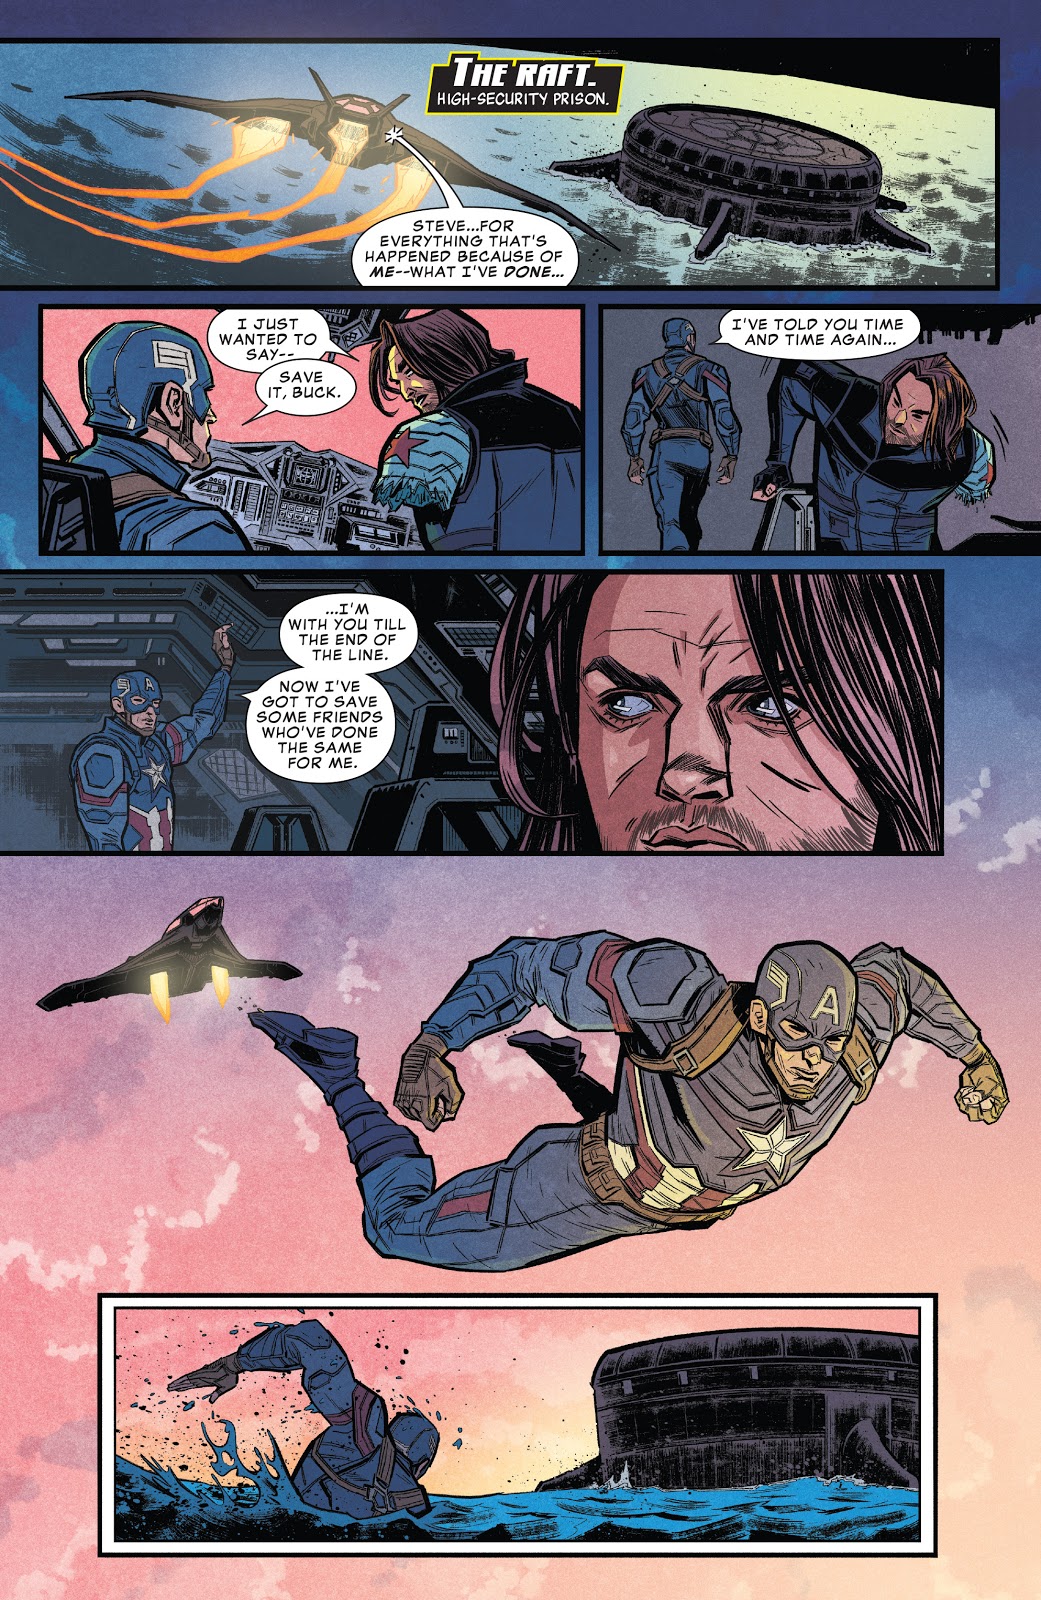 THE RAFT.
HIGH-SECURITY PRISON.
STEVE...FOR
EVERYTHING THAT'S
HAPPENED BECAUSE OF
ME--WHAT I'VE DONE...
I JUST
WANTED TO
SAY--
SAVE
IT, BUCK.
I'VE TOLD YOU TIME
AND TIME AGAIN...
...I'M
WITH YOU TILL
THE END OF
THE LINE.
NOW I'VE
GOT TO SAVE
SOME FRIENDS
WHO'VE DONE
THE SAME
FOR ME.
A
A